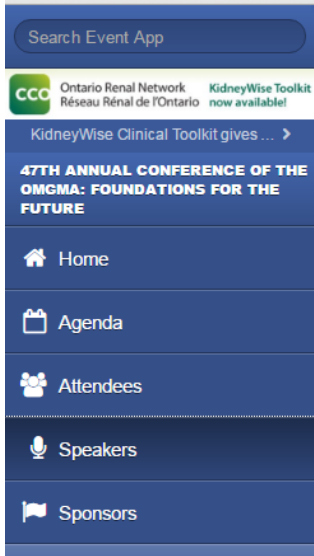 Search Event App
cco Ontario Renal Network KidneyWise Toolkit
Réseau Rénal de l'Ontario now available!
KidneyWise Clinical Toolkit gives ...
47TH ANNUAL CONFERENCE OF THE
OMGMA: FOUNDATIONS FOR THE
FUTURE
Home
Agenda
Attendees
Speakers
Sponsors